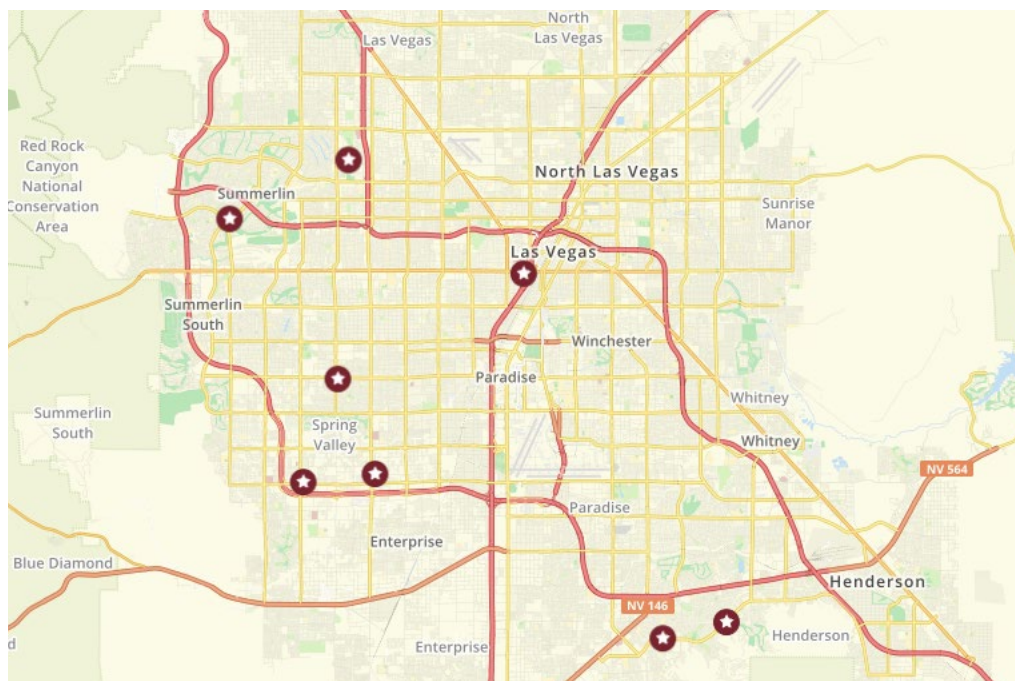 North
Las Vegas
Las Vegas
Red Rock
Canyon
National
Conservation
Area
North Las Vegas
Summerlin
Sunrise
Manor
Las Vegas
Summerlin
South
Winchester
Paradise
Summerlin
South
Whitney
Spring
Valley
Whitney
NV 564
Paradise
Enterprise
Blue Diamond
Henderson
NV 146
Henderson
d
Enterprise